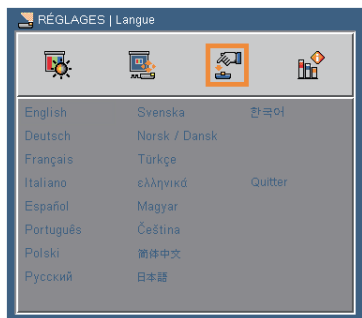 RÉGLAGES | Langue
English Svenska 한국어
Deutsch Norsk / Dansk
Français Türkçe
Italiano ελληνικά Quitter
Español Magyar
Português Čeština
Polski 简体中文
Русский 日本語